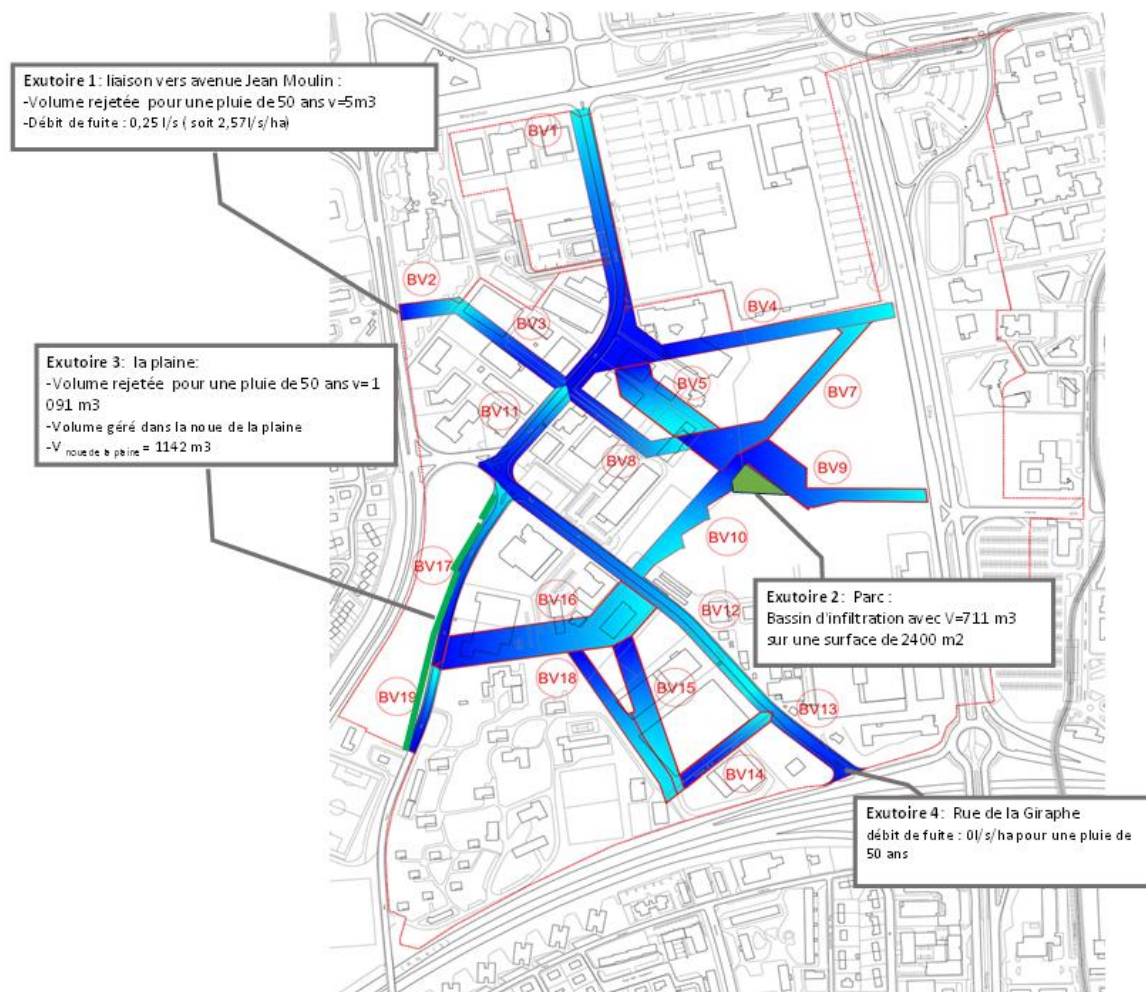 Exutoire 1: liaison vers avenue Jean Moulin :
-Volume rejetée pour une pluie de 50 ans v=5m3
-Débit de fuite : 0,25 l/s ( soit 2,57l/s/ha)
BV1
BV2
BV3
BV4
Exutoire 3: la plaine:
-Volume rejetée pour une pluie de 50 ans v= 1
091 m3
-Volume géré dans la noue de la plaine
-V noue de la plaine = 1142 m3
BV5
BV7
BV11
BV8
BV9
BV10
BV17
Exutoire 2: Parc :
Bassin d'infiltration avec V=711 m3
sur une surface de 2400 m2
BV16
BV12
BV18
BV15
BV19
BV13
BV14
Exutoire 4: Rue de la Giraphe
débit de fuite : 0l/s/ha pour une pluie de
50 ans